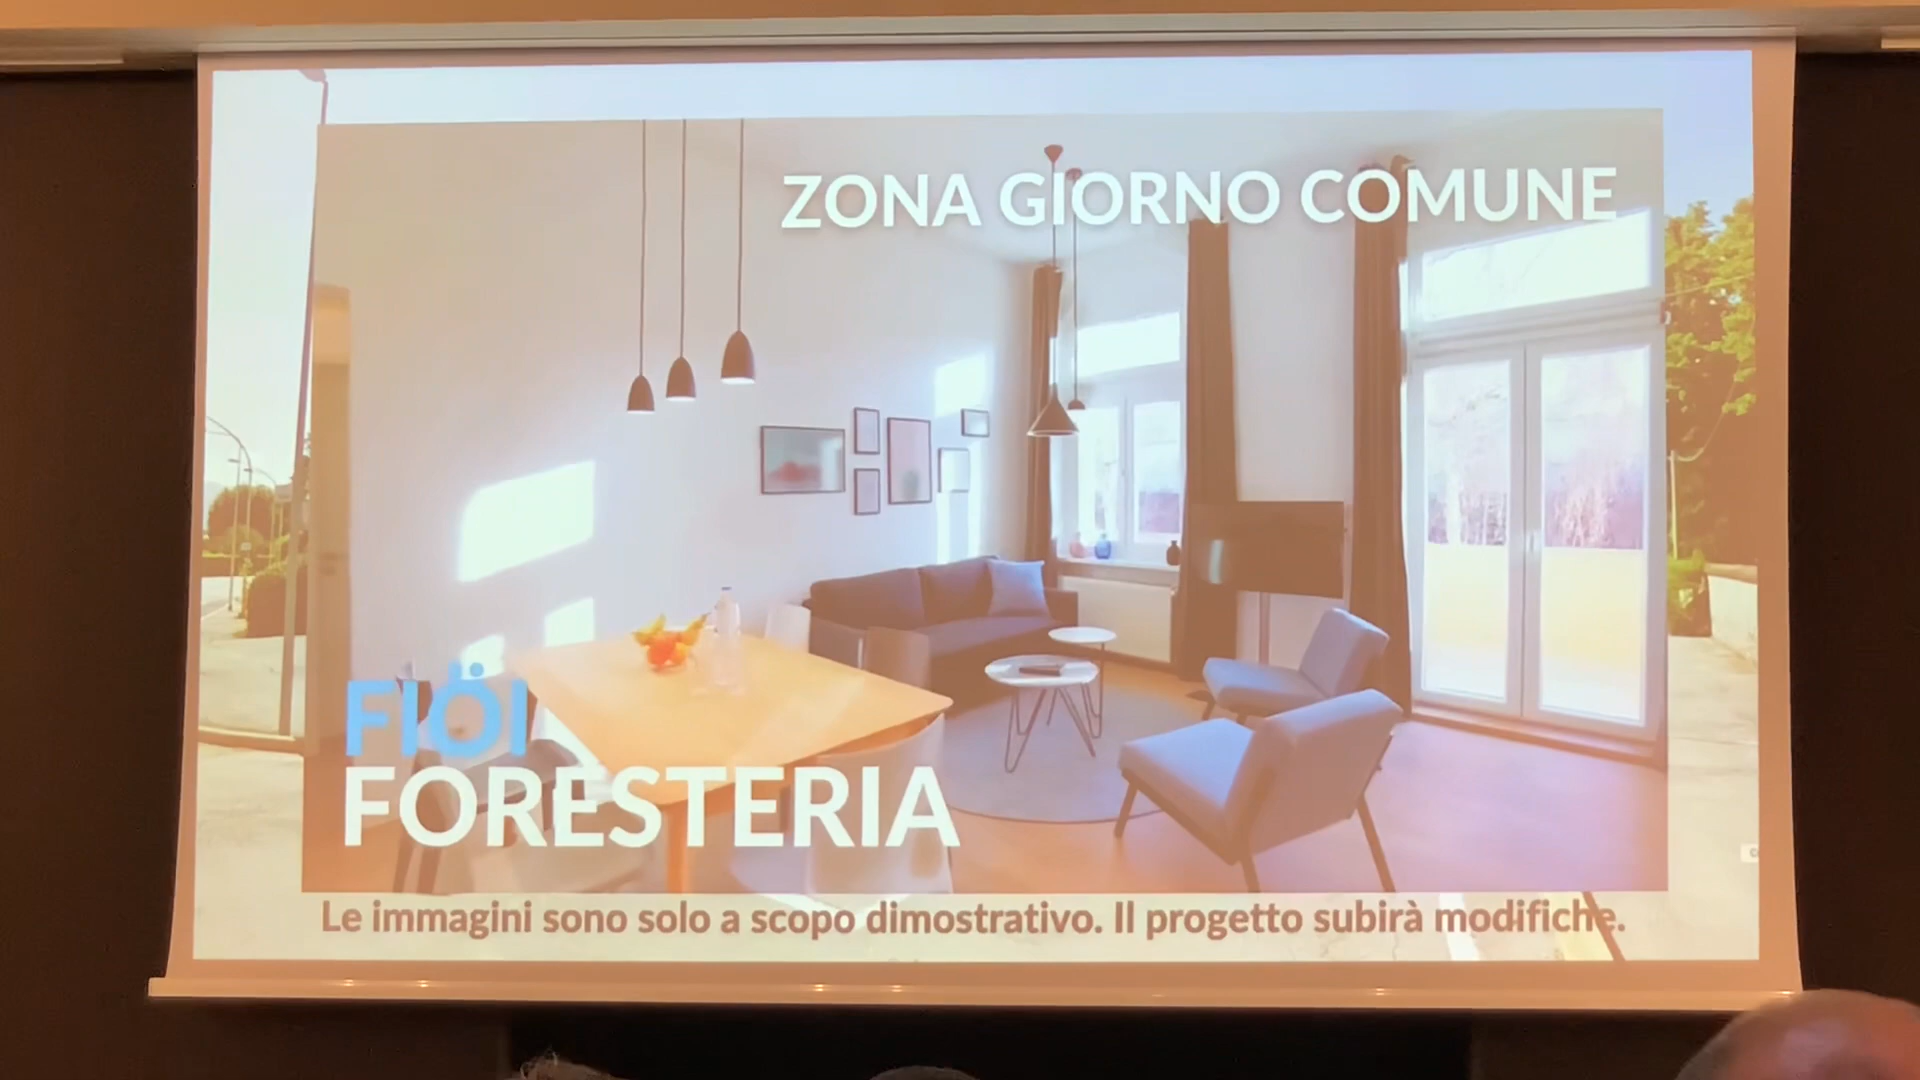 ZONA GIORNO COMUNE
FIÖI
FORESTERIA
Le immagini sono solo a scopo dimostrativo. Il progetto subirà modifiche.